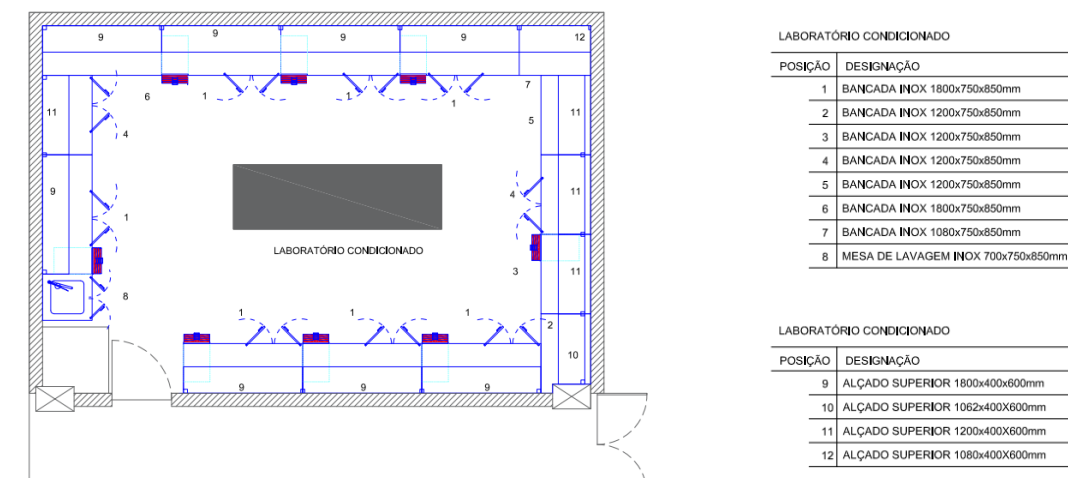 9 9 9 9 12
6 1 1 1 7
11 4 5 11
9 1 4 11
LABORATÓRIO CONDICIONADO
8 3 11
1 1 1 2
9 9 9 10
LABORATÓRIO CONDICIONADO
POSIÇÃO DESIGNAÇÃO
1 BANCADA INOX 1800x750x850mm
2 BANCADA INOX 1200x750x850mm
3 BANCADA INOX 1200x750x850mm
4 BANCADA INOX 1200x750x850mm
5 BANCADA INOX 1200x750x850mm
6 BANCADA INOX 1800x750x850mm
7 BANCADA INOX 1080x750x850mm
8 MESA DE LAVAGEM INOX 700x750x850mm
LABORATÓRIO CONDICIONADO
POSIÇÃO DESIGNAÇÃO
9 ALÇADO SUPERIOR 1800x400x600mm
10 ALÇADO SUPERIOR 1062x400X600mm
11 ALÇADO SUPERIOR 1200x400X600mm
12 ALÇADO SUPERIOR 1080x400X600mm